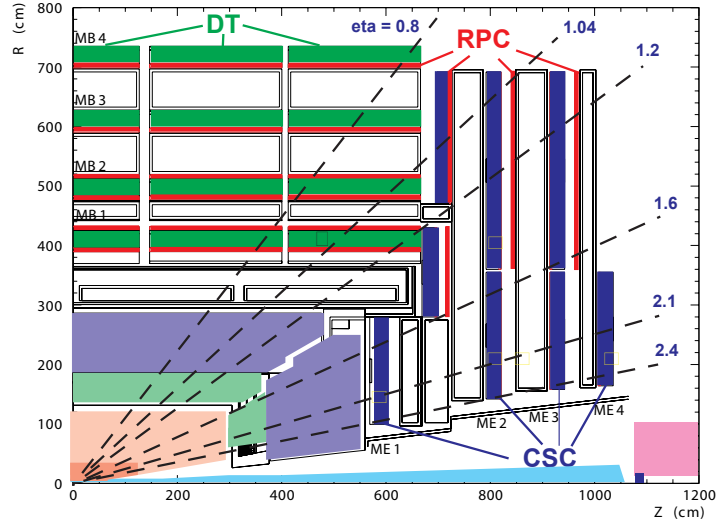 R (cm)
800
700
600
500
400
300
200
100
0
MB 4
DT
eta = 0.8
RPC
1.04
1.2
MB 3
MB 2
MB 1
1.6
2.1
2.4
ME 1
ME 2
ME 3
ME 4
CSC
0
200
400
600
800
1000
1200
Z (cm)